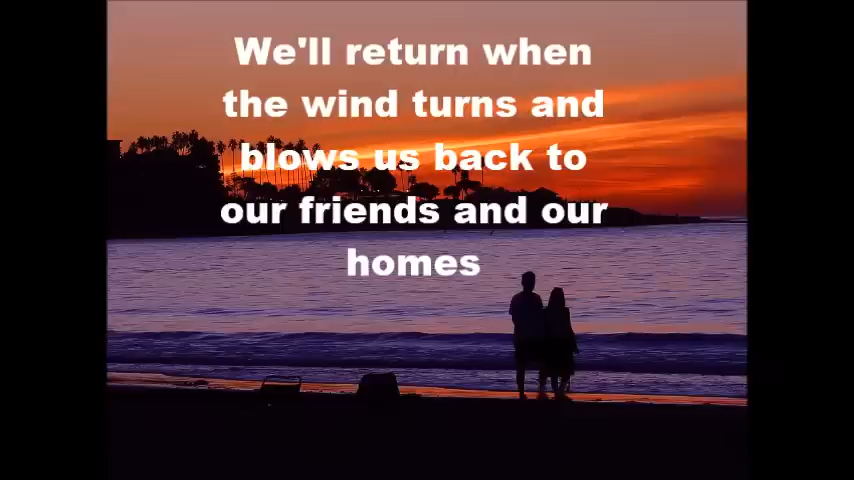 We'll return when
the wind turns and
blows us back to
our friends and our
homes